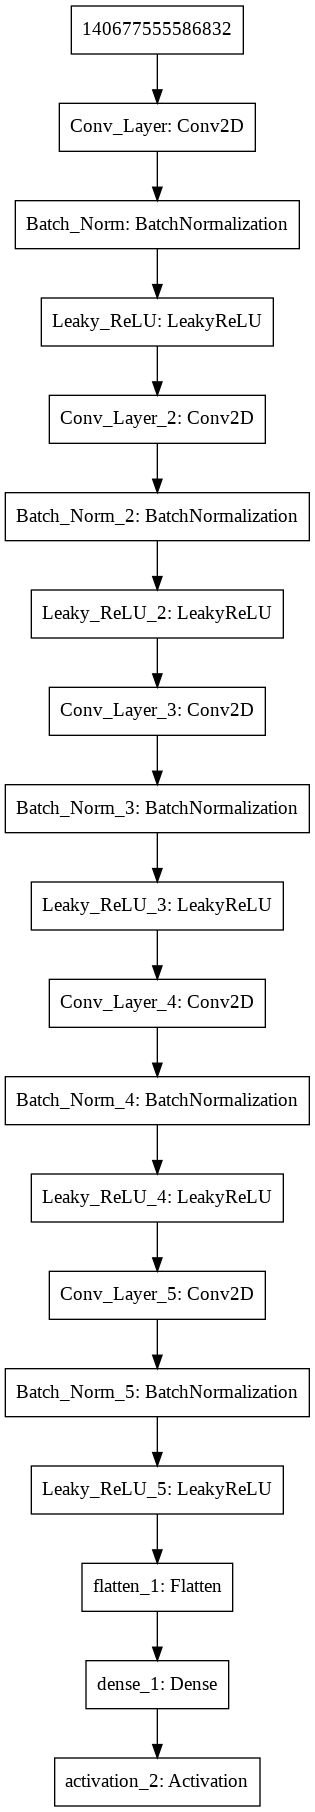 140677555586832
Conv_Layer: Conv2D
Batch_Norm: BatchNormalization
Leaky_ReLU: LeakyReLU
Conv_Layer_2: Conv2D
Batch_Norm_2: BatchNormalization
Leaky_ReLU_2: LeakyReLU
Conv_Layer_3: Conv2D
Batch_Norm_3: BatchNormalization
Leaky_ReLU_3: LeakyReLU
Conv_Layer_4: Conv2D
Batch_Norm_4: BatchNormalization
Leaky_ReLU_4: LeakyReLU
Conv_Layer_5: Conv2D
Batch_Norm_5: BatchNormalization
Leaky_ReLU_5: LeakyReLU
flatten_1: Flatten
dense_1: Dense
activation_2: Activation